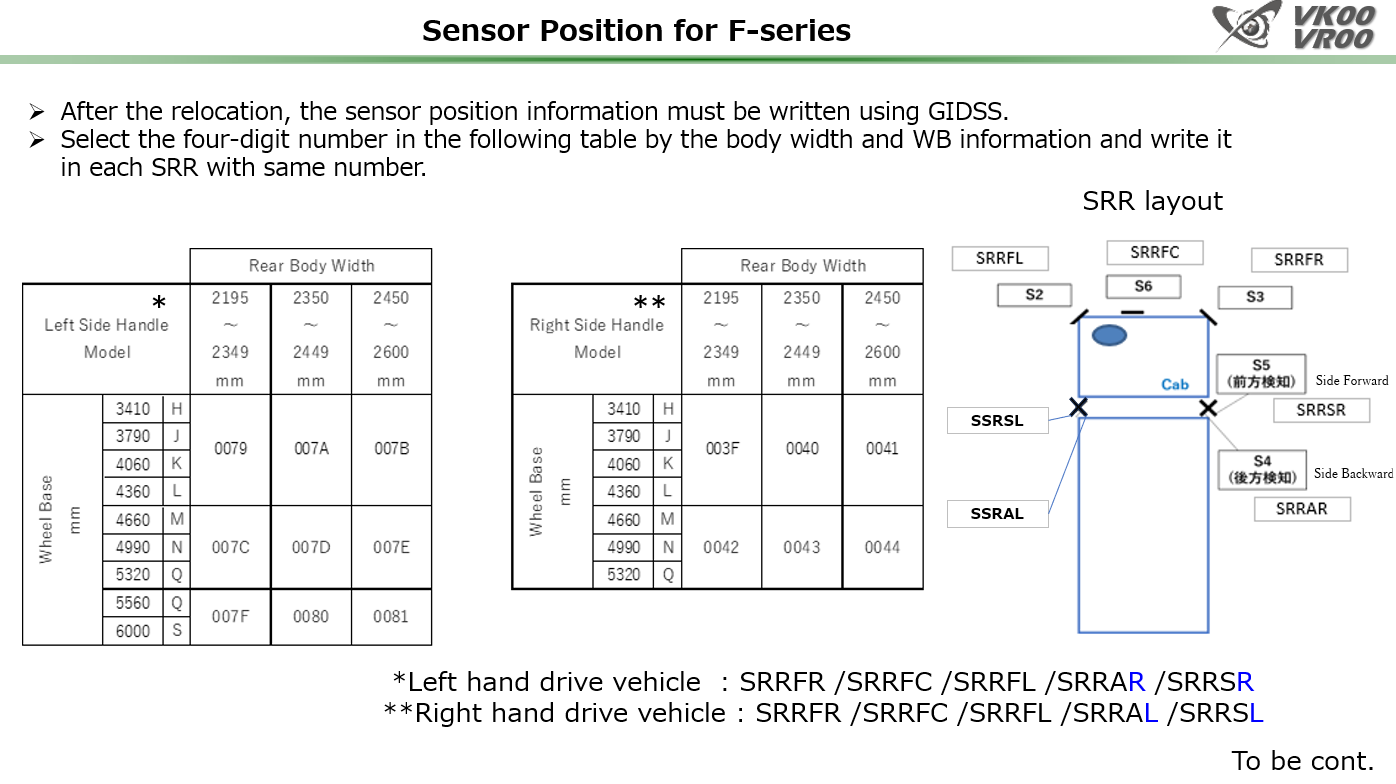 Sensor Position for F-series
VK00
VR00
➢ After the relocation, the sensor position information must be written using GIDSS.
➢ Select the four-digit number in the following table by the body width and WB information and write it
in each SRR with same number.
SRR layout
Rear Body Width
*
Left Side Handle
Model
2195
～
2349
mm
2350
～
2449
mm
2450
～
2600
mm
Wheel Base
mm
3410 H
3790 J
4060 K
4360 L
0079 007A 007B
4660 M
4990 N
5320 Q
007C 007D 007E
5560 Q
6000 S
007F 0080 0081
Rear Body Width
**
Right Side Handle
Model
2195
～
2349
mm
2350
～
2449
mm
2450
～
2600
mm
Wheel Base
mm
3410 H
3790 J
4060 K
4360 L
003F 0040 0041
4660 M
4990 N
5320 Q
0042 0043 0044
SRRFL
SRRFC
SRRFR
S2
S6
S3
Cab
S5
(前方検知)
Side Forward
SRRSR
SSRSL
S4
(後方検知)
Side Backward
SRRAR
SSRAL
*Left hand drive vehicle : SRRFR /SRRFC /SRRFL /SRRAR /SRRSR
**Right hand drive vehicle : SRRFR /SRRFC /SRRFL /SRRAL /SRRSL
To be cont.